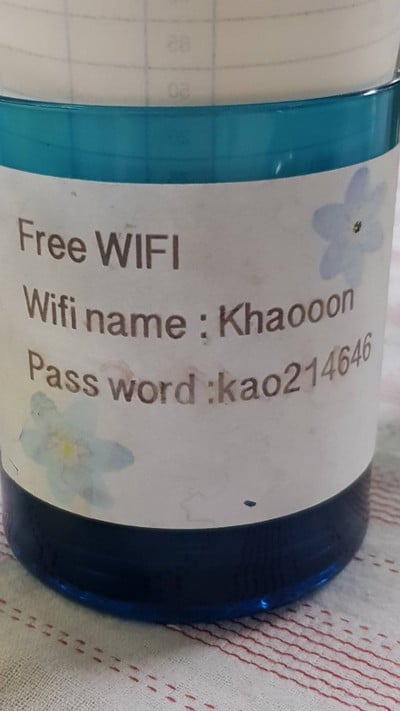 Free WIFI
Wifi name : Khaooon
Pass word :kao214646